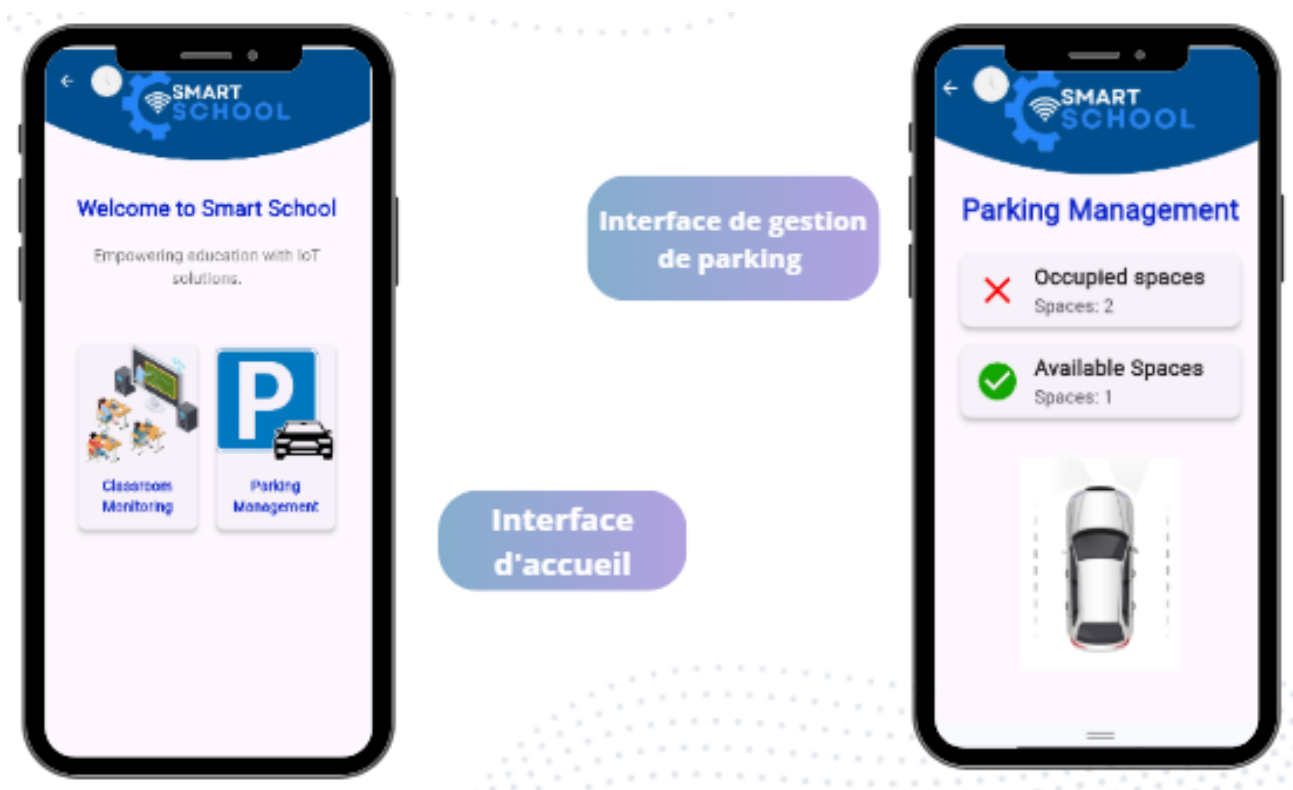 SMART
SCHOOL
Welcome to Smart School
Empowering education with IoT
solutions.
P
Classroom
Monitoring
Parking
Management
Interface de gestion
de parking
Interface
d'accueil
SMART
SCHOOL
Parking Management
Occupied spaces
Spaces: 2
Available Spaces
Spaces: 1